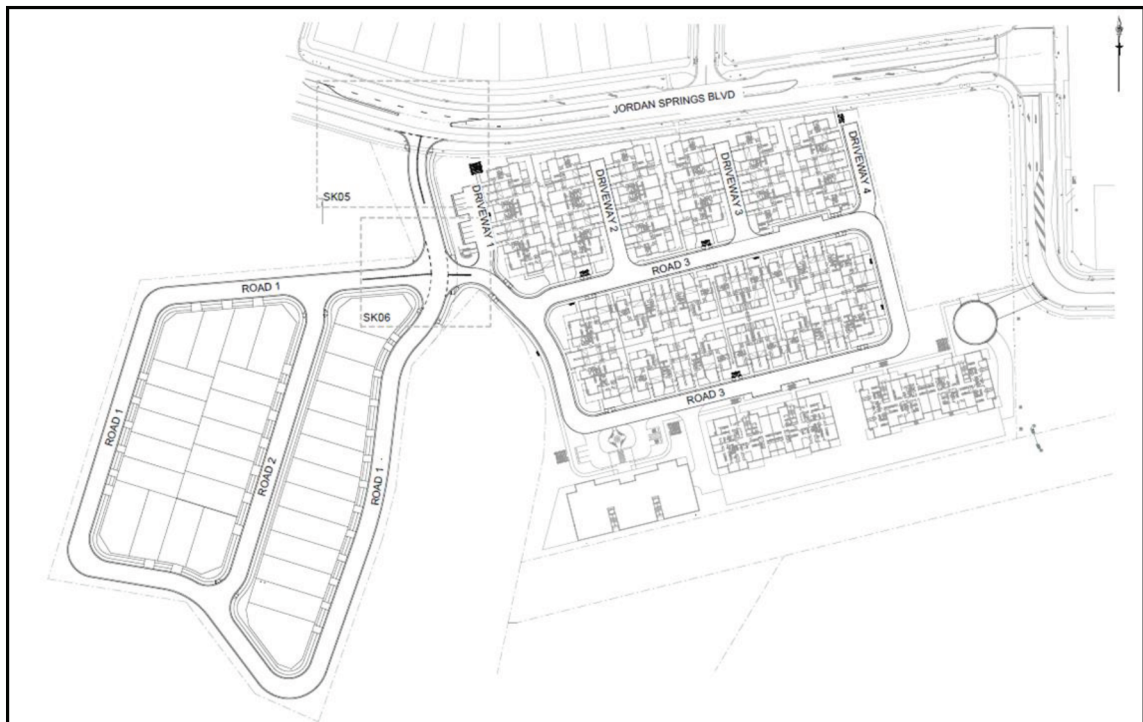 JORDAN SPRINGS BLVD
SK05
DRIVEWAY 1
DRIVEWAY 2
DRIVEWAY 3
DRIVEWAY 4
ROAD 3
ROAD 1
SK06
ROAD 1
ROAD 2
ROAD 1
ROAD 3